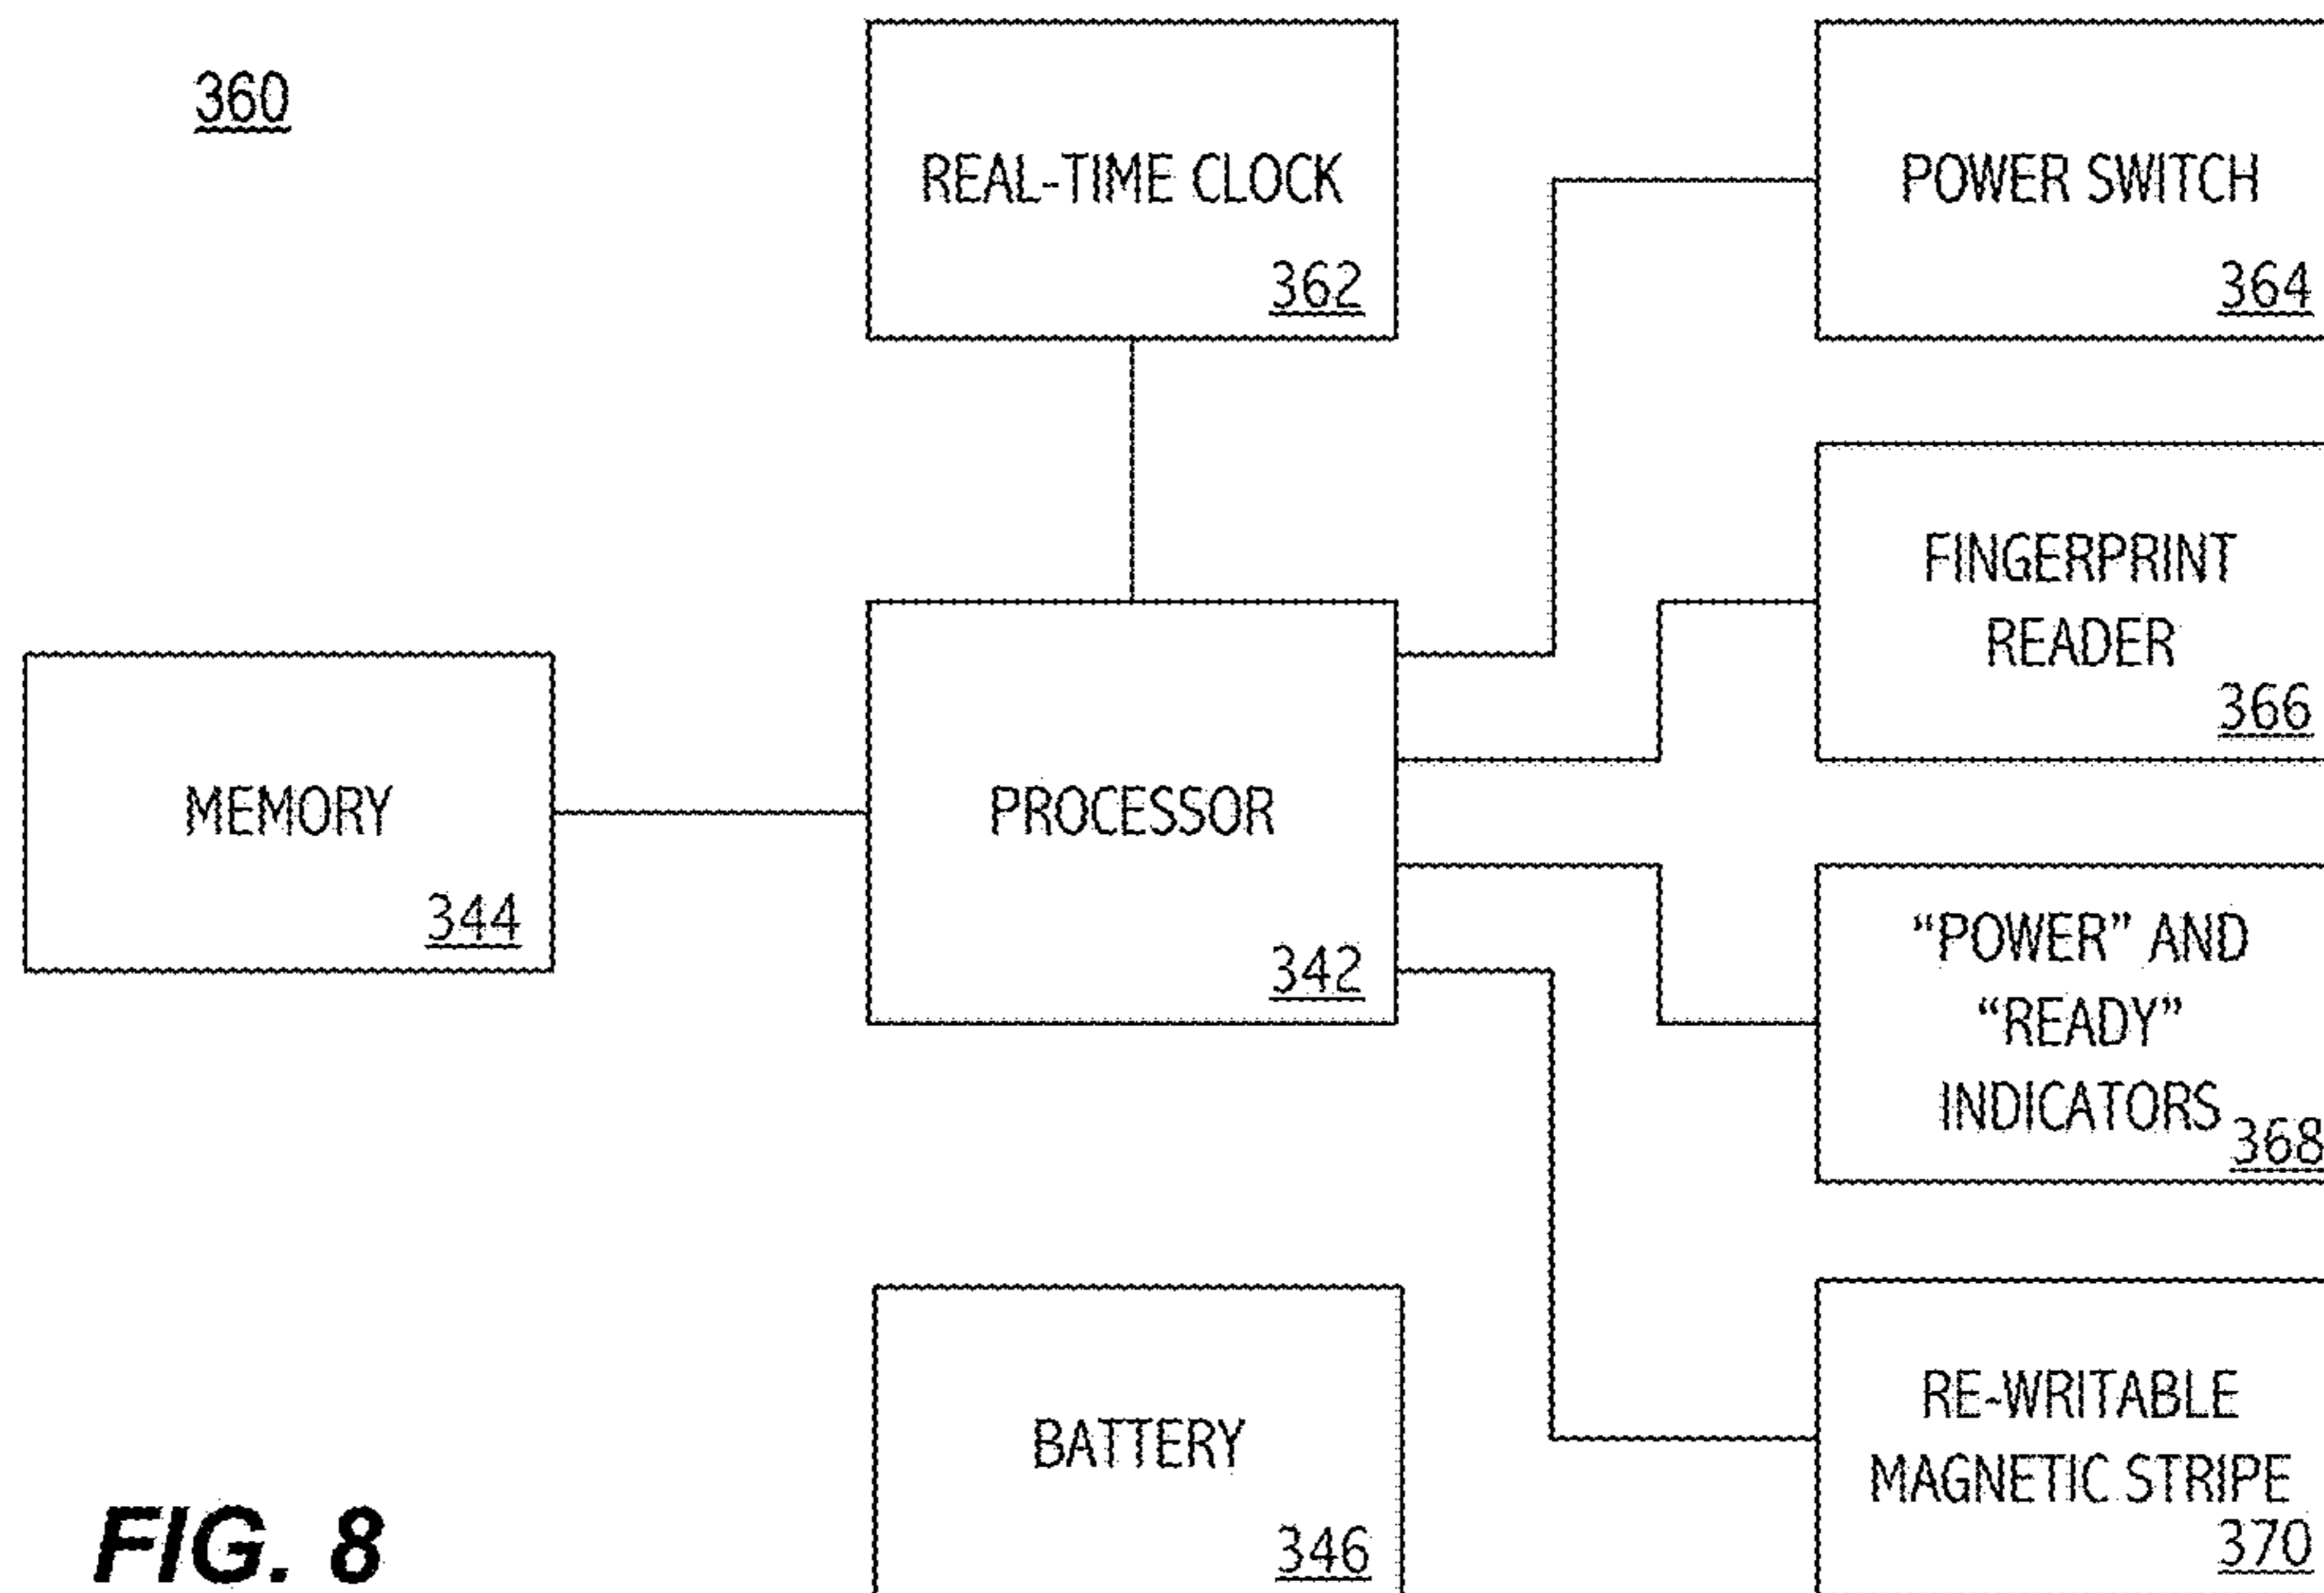 360
REAL-TIME CLOCK
362
POWER SWITCH
364
FINGERPRINT
READER
366
MEMORY
344
PROCESSOR
342
“POWER” AND
“READY”
INDICATORS
368
BATTERY
346
RE-WRITABLE
MAGNETIC STRIPE
370
FIG. 8